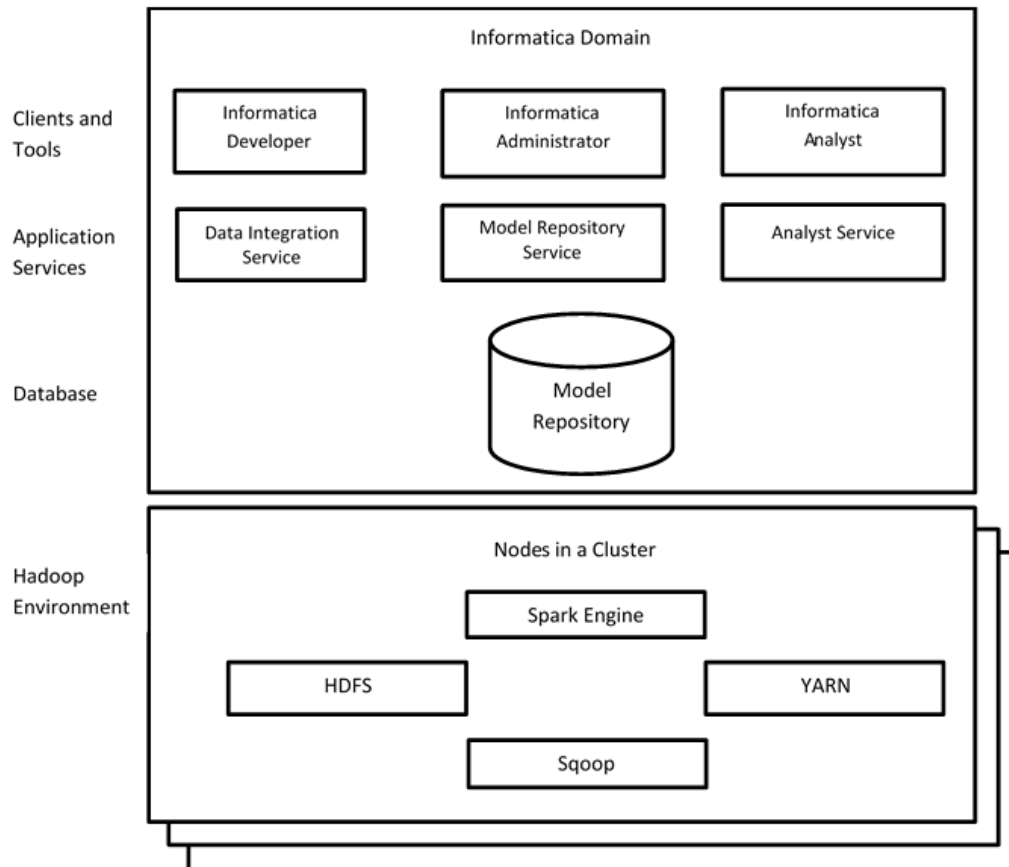 Informatica Domain
Clients and
Tools
Informatica
Developer
Informatica
Administrator
Informatica
Analyst
Application
Services
Data Integration
Service
Model Repository
Service
Analyst Service
Database
Model
Repository
Hadoop
Environment
Nodes in a Cluster
Spark Engine
HDFS
YARN
Sqoop